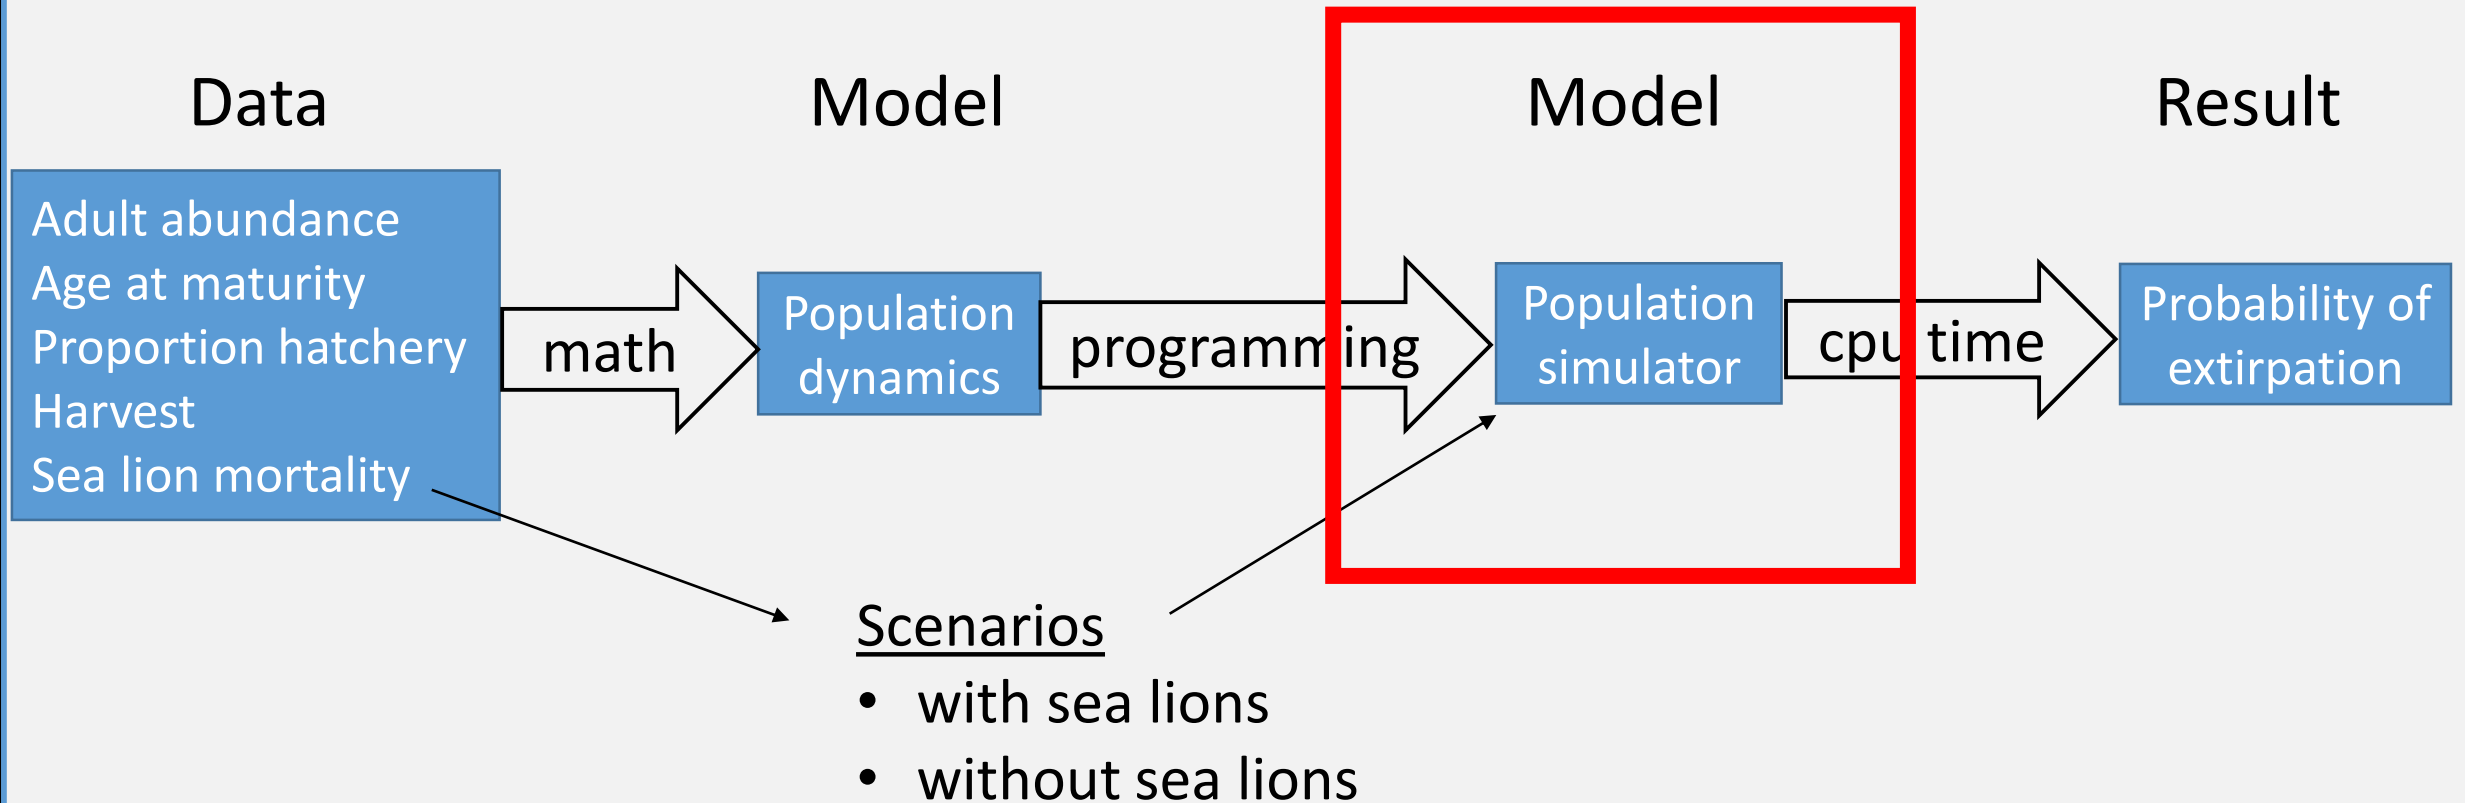 Data
Model
Model
Result
Adult abundance
Age at maturity
Proportion hatchery
Harvest
Sea lion mortality
math
Population
dynamics
programming
Population
simulator
cpu time
Probability of
extirpation
Scenarios
• with sea lions
• without sea lions